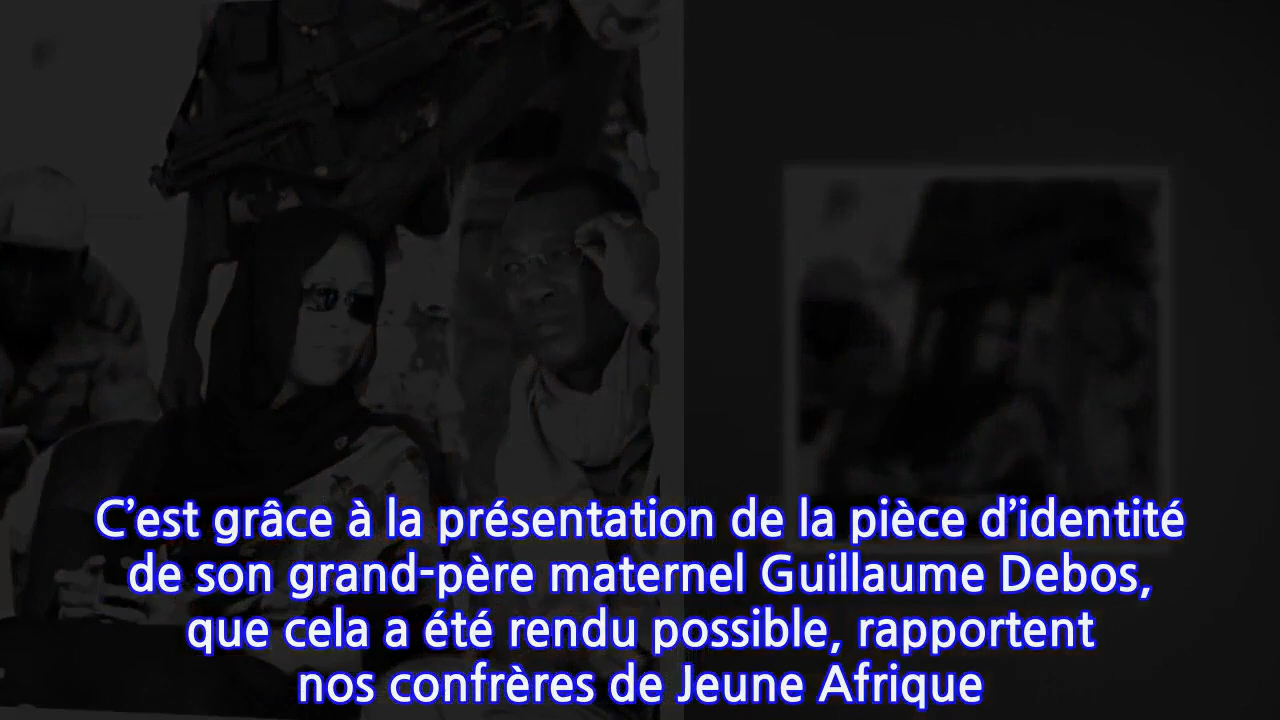 C’est grâce à la présentation de la pièce d’identité
de son grand-père maternel Guillaume Debos,
que cela a été rendu possible, rapportent
nos confrères de Jeune Afrique